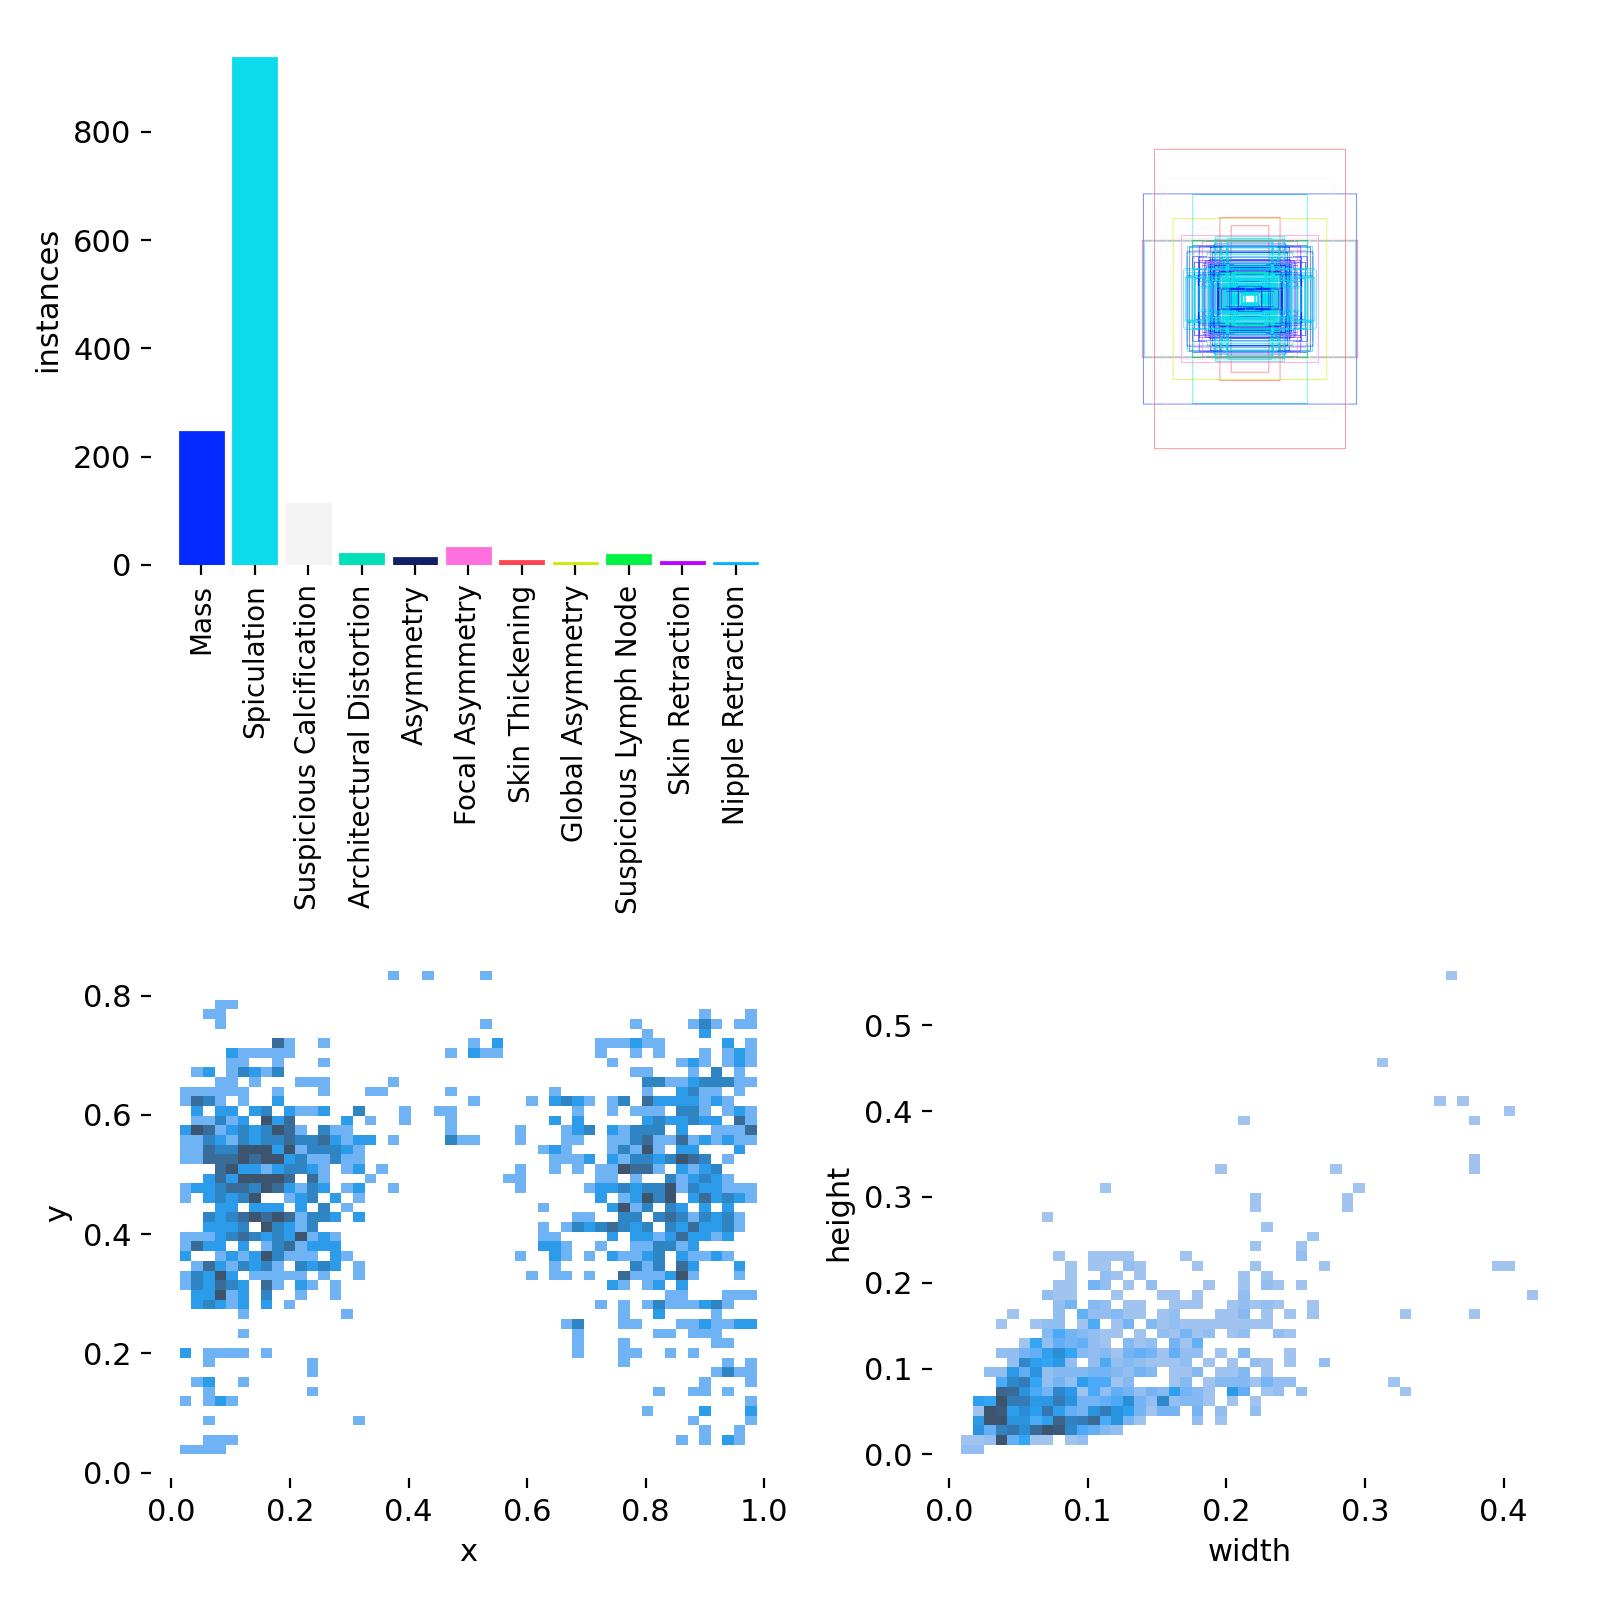 800
600
400
200
0
instances
Mass
Spiculation
Suspicious Calcification
Architectural Distortion
Asymmetry
Focal Asymmetry
Skin Thickening
Global Asymmetry
Suspicious Lymph Node
Skin Retraction
Nipple Retraction
0.8
0.6
0.4
0.2
0.0
y
0.0 0.2 0.4 0.6 0.8 1.0
x
0.5
0.4
0.3
0.2
0.1
0.0
height
0.0 0.1 0.2 0.3 0.4
width